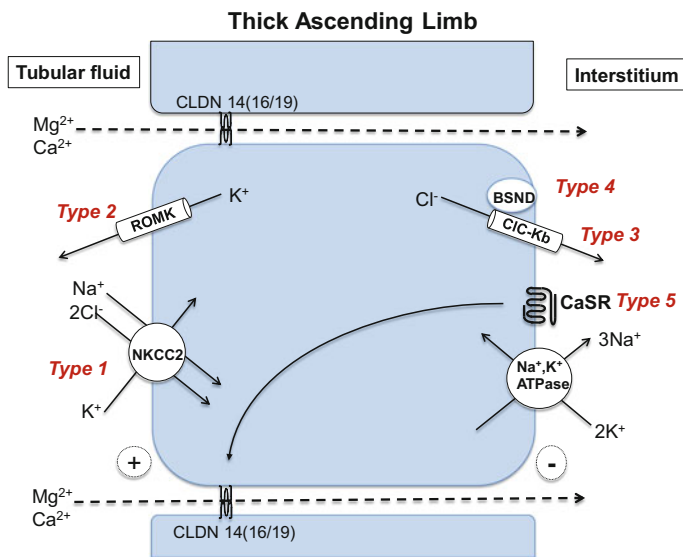 Thick Ascending Limb
Tubular fluid
Interstitium
CLDN 14(16/19)
Mg²⁺
Ca²⁺
Type 2
ROMK
K⁺
Cl⁻
BSND
Type 4
ClC-Kb
Type 3
Na⁺
2Cl⁻
NKCC2
Type 1
K⁺
CaSR
Type 5
Na⁺,K⁺
ATPase
3Na⁺
2K⁺
+
-
Mg²⁺
Ca²⁺
CLDN 14(16/19)